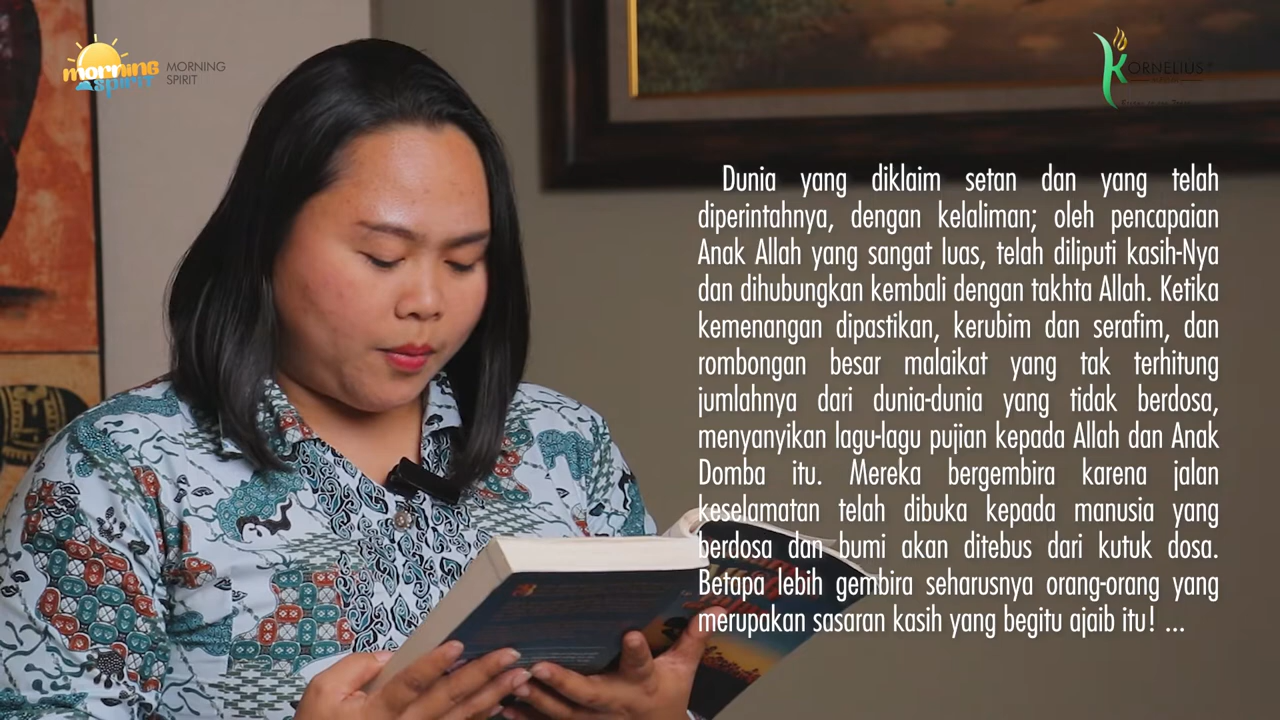 morning
spirit
MORNING
SPIRIT
KORNELIUS
Dunia yang diklaim setan dan yang telah
diperintahnya, dengan kelaliman; oleh pencapaian
Anak Allah yang sangat luas, telah diliputi kasih-Nya
dan dihubungkan kembali dengan takhta Allah. Ketika
kemenangan dipastikan, kerubim dan serafim, dan
rombongan besar malaikat yang tak terhitung
jumlahnya dari dunia-dunia yang tidak berdosa,
menyanyikan lagu-lagu pujian kepada Allah dan Anak
Domba itu. Mereka bergembira karena jalan
keselamatan telah dibuka kepada manusia yang
berdosa dan bumi akan ditebus dari kutuk dosa.
Betapa lebih gembira seharusnya orang-orang yang
merupakan sasaran kasih yang begitu ajaib itu! ...